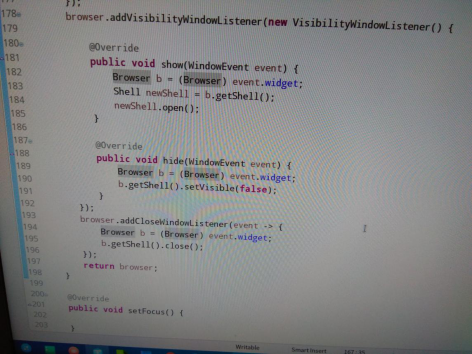 });
178 browser.addVisibilityWindowListener(new VisibilityWindowListener() {
179
180 @Override
181 public void show(WindowEvent event) {
182 Browser b = (Browser) event.widget;
183 Shell newShell = b.getShell();
184 newShell.open();
185 }
186
187 @Override
188 public void hide(WindowEvent event) {
189 Browser b = (Browser) event.widget;
190 b.getShell().setVisible(false);
191 }
192 });
193 browser.addCloseWindowListener(event -> {
194 Browser b = (Browser) event.widget;
195 b.getShell().close();
196 });
197 return browser;
198 }
199
200 @Override
201 public void setFocus() {
202
203 }
Writable Smart Insert